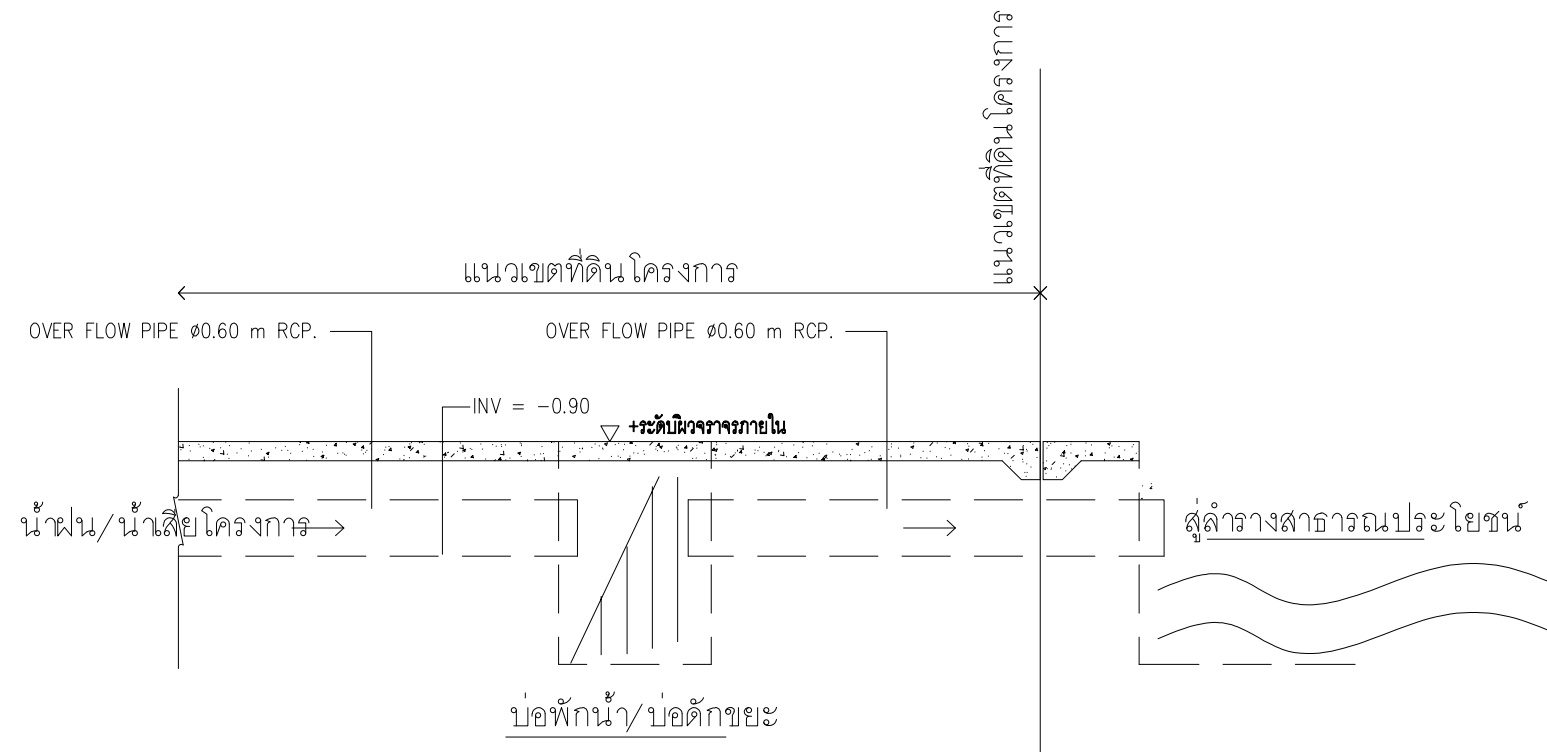 แนวเขตที่ดินโครงการ
แนวเขตที่ดินโครงการ
OVER FLOW PIPE Ø0.60 m RCP.
OVER FLOW PIPE Ø0.60 m RCP.
INV = -0.90
+ระดับผิวจราจรภายใน
น้ำฝน/น้ำเสียโครงการ
สู่ลำรางสาธารณประโยชน์
บ่อพักน้ำ/บ่อดักขยะ